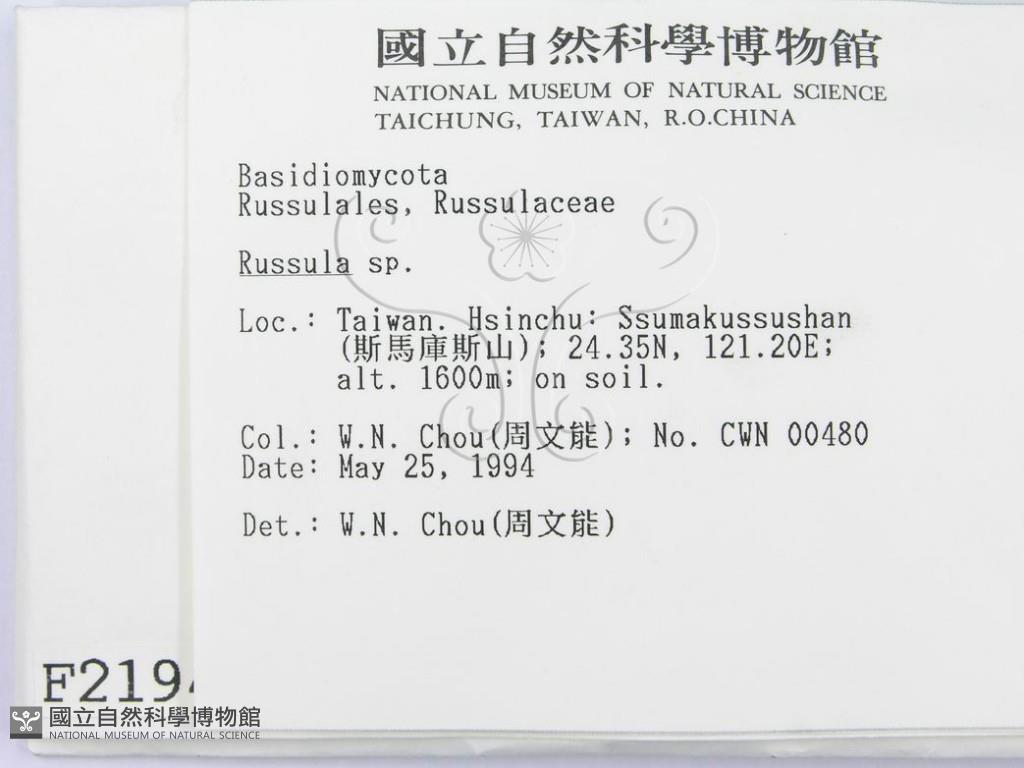 國立自然科學博物館
NATIONAL MUSEUM OF NATURAL SCIENCE
TAICHUNG, TAIWAN, R.O.CHINA
Basidiomycota
Russulales, Russulaceae
Russula sp.
Loc.: Taiwan. Hsinchu: Ssumakussushan
(斯馬庫斯山); 24.35N, 121.20E;
alt. 1600m; on soil.
Col.: W.N. Chou(周文能); No. CWN 00480
Date: May 25, 1994
Det.: W.N. Chou(周文能)
F219
國立自然科學博物館
NATIONAL MUSEUM OF NATURAL SCIENCE